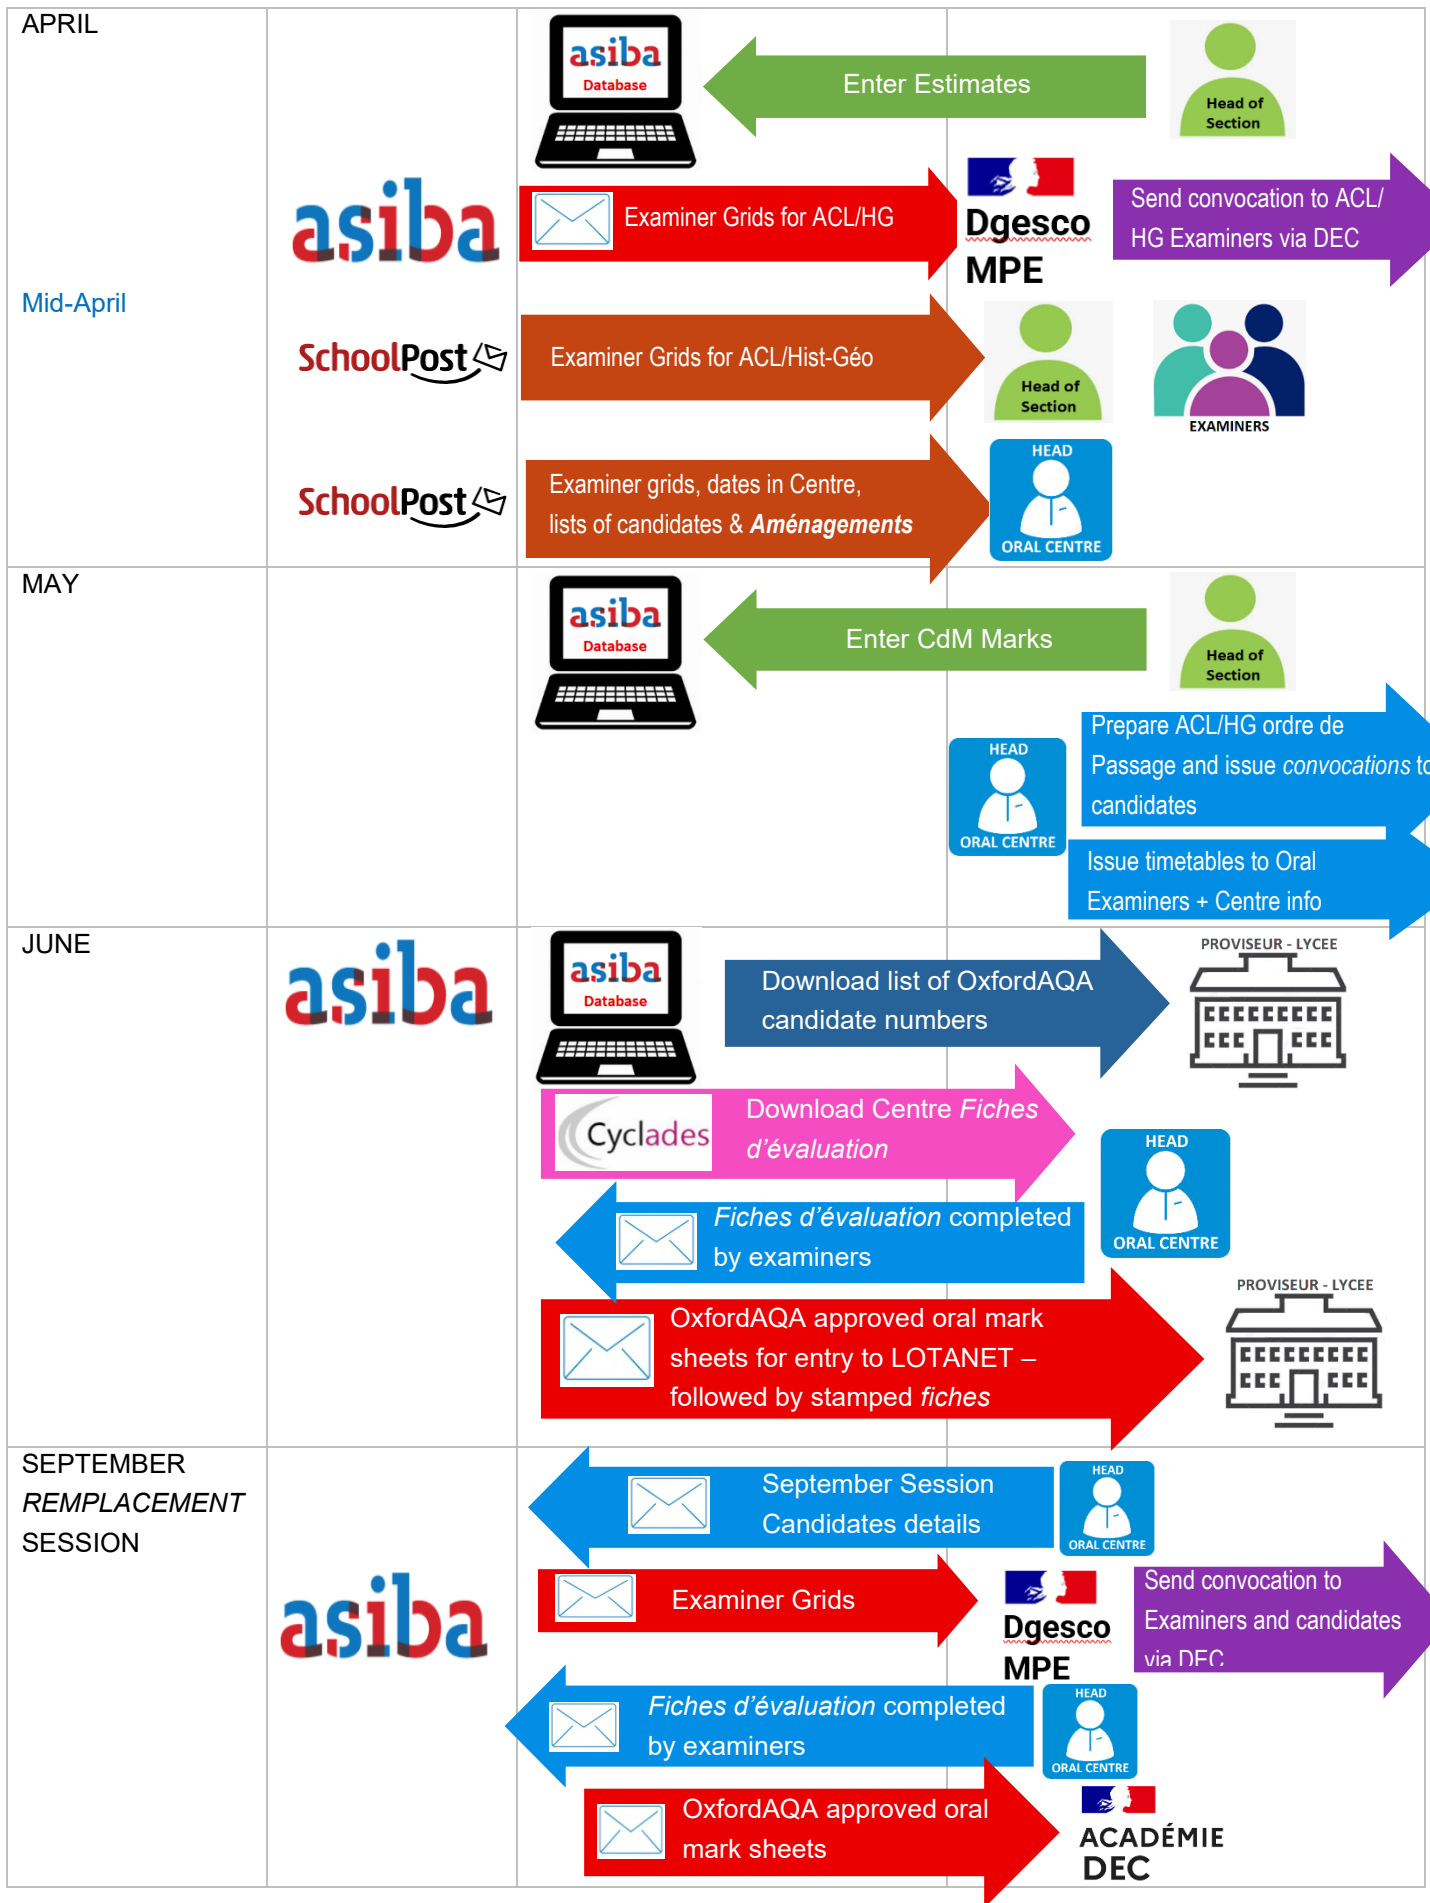 APRIL
asiba
Database
Enter Estimates
Head of
Section
asiba
Examiner Grids for ACL/HG
Dgesco
MPE
Send convocation to ACL/
HG Examiners via DEC
Mid-April
SchoolPost
Examiner Grids for ACL/Hist-Géo
Head of
Section
EXAMINERS
SchoolPost
Examiner grids, dates in Centre,
lists of candidates & Aménagements
HEAD
ORAL CENTRE
MAY
asiba
Database
Enter CdM Marks
Head of
Section
HEAD
ORAL CENTRE
Prepare ACL/HG ordre de
Passage and issue convocations to
candidates
Issue timetables to Oral
Examiners + Centre info
JUNE
asiba
asiba
Database
Download list of OxfordAQA
candidate numbers
PROVISEUR - LYCEE
Cyclades
Download Centre Fiches
d'évaluation
HEAD
ORAL CENTRE
Fiches d'évaluation completed
by examiners
OxfordAQA approved oral mark
sheets for entry to LOTANET –
followed by stamped fiches
PROVISEUR - LYCEE
SEPTEMBER
REMPLACEMENT
SESSION
September Session
Candidates details
HEAD
ORAL CENTRE
asiba
Examiner Grids
Dgesco
MPE
Send convocation to
Examiners and candidates
via DEC
Fiches d'évaluation completed
by examiners
HEAD
ORAL CENTRE
OxfordAQA approved oral
mark sheets
ACADÉMIE
DEC